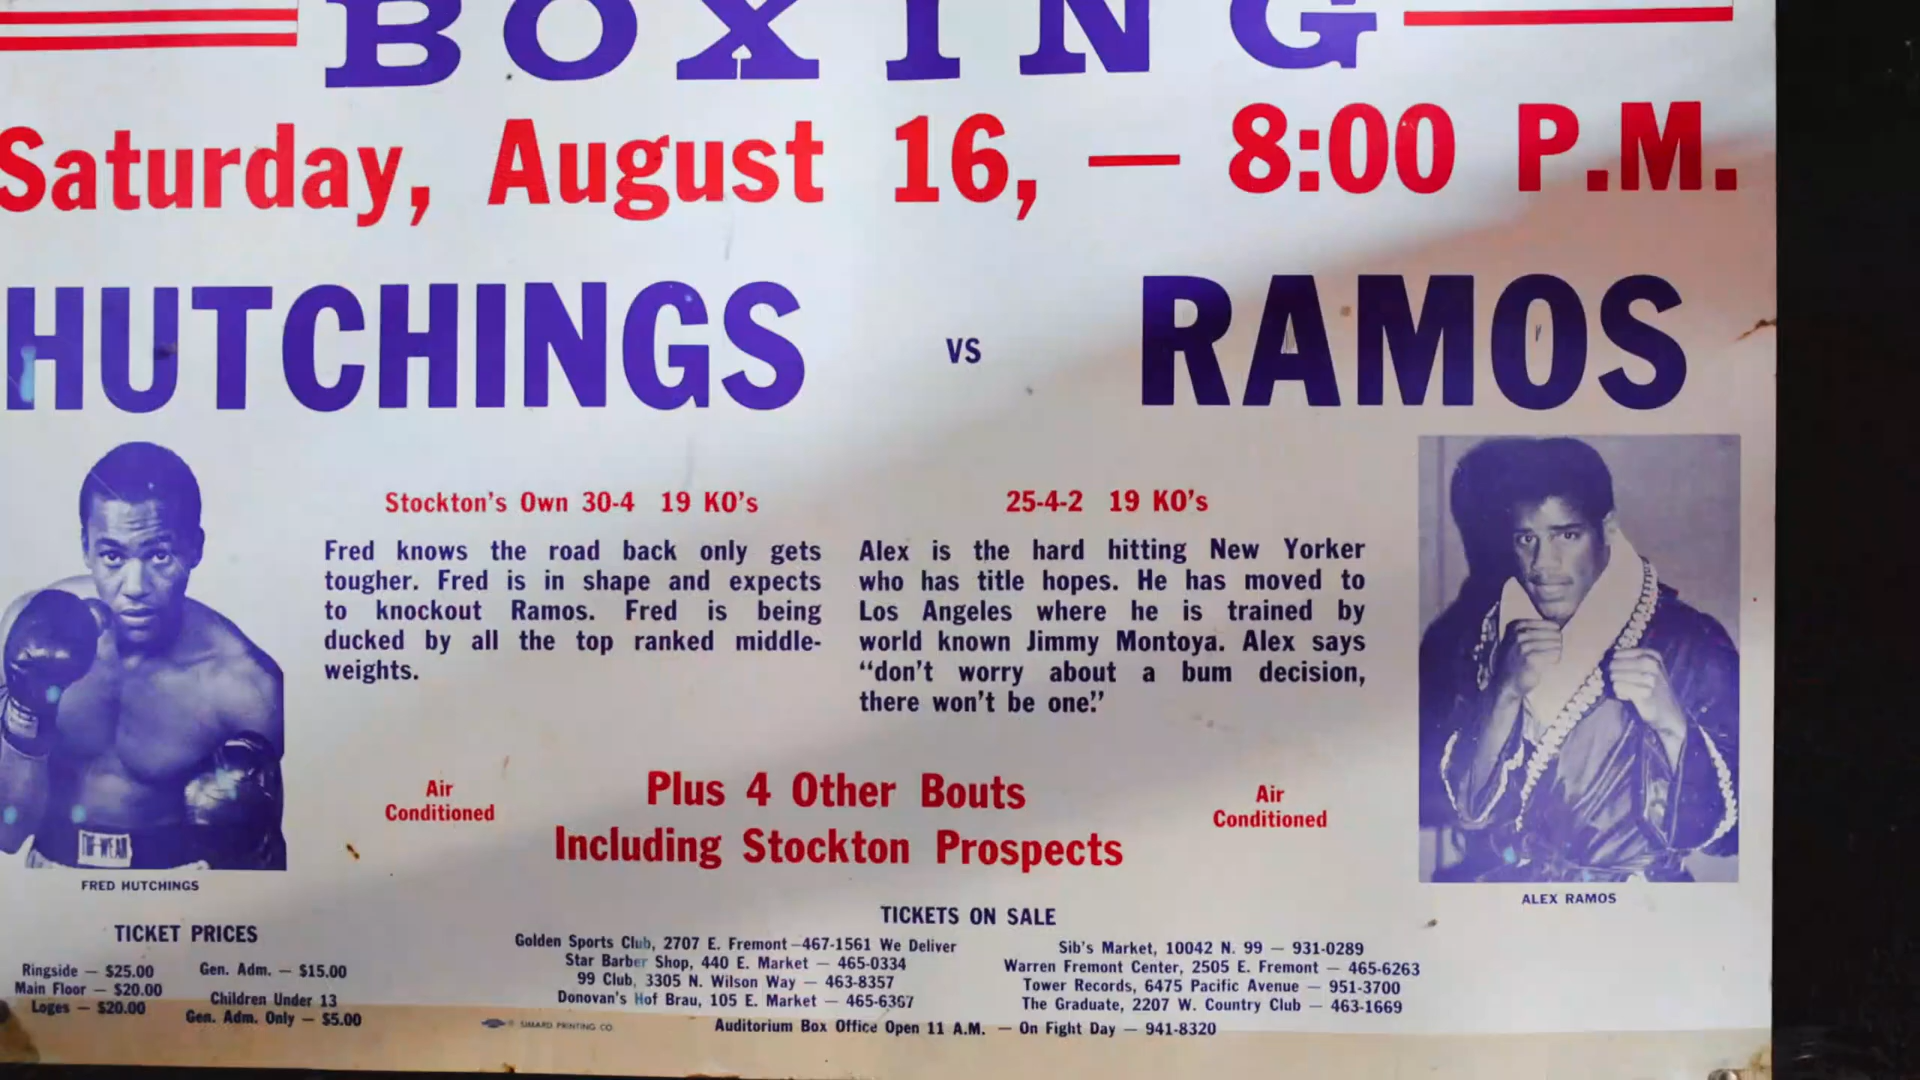 BOXING
Saturday, August 16, — 8:00 P.M.
HUTCHINGS vs RAMOS
Stockton's Own 30-4 19 KO's
Fred knows the road back only gets
tougher. Fred is in shape and expects
to knockout Ramos. Fred is being
ducked by all the top ranked middle-
weights.
25-4-2 19 KO's
Alex is the hard hitting New Yorker
who has title hopes. He has moved to
Los Angeles where he is trained by
world known Jimmy Montoya. Alex says
“don't worry about a bum decision,
there won't be one.”
TUF-WEAR
FRED HUTCHINGS
ALEX RAMOS
Air
Conditioned
Plus 4 Other Bouts
Including Stockton Prospects
Air
Conditioned
TICKET PRICES
Ringside — $25.00
Main Floor — $20.00
Loges — $20.00
Gen. Adm. — $15.00
Children Under 13
Gen. Adm. Only — $5.00
TICKETS ON SALE
Golden Sports Club, 2707 E. Fremont —467-1561 We Deliver
Star Barber Shop, 440 E. Market — 465-0334
99 Club, 3305 N. Wilson Way — 463-8357
Donovan's Hof Brau, 105 E. Market — 465-6367
Sib's Market, 10042 N. 99 — 931-0289
Warren Fremont Center, 2505 E. Fremont — 465-6263
Tower Records, 6475 Pacific Avenue — 951-3700
The Graduate, 2207 W. Country Club — 463-1669
Auditorium Box Office Open 11 A.M. — On Fight Day — 941-8320
SIMARD PRINTING CO.